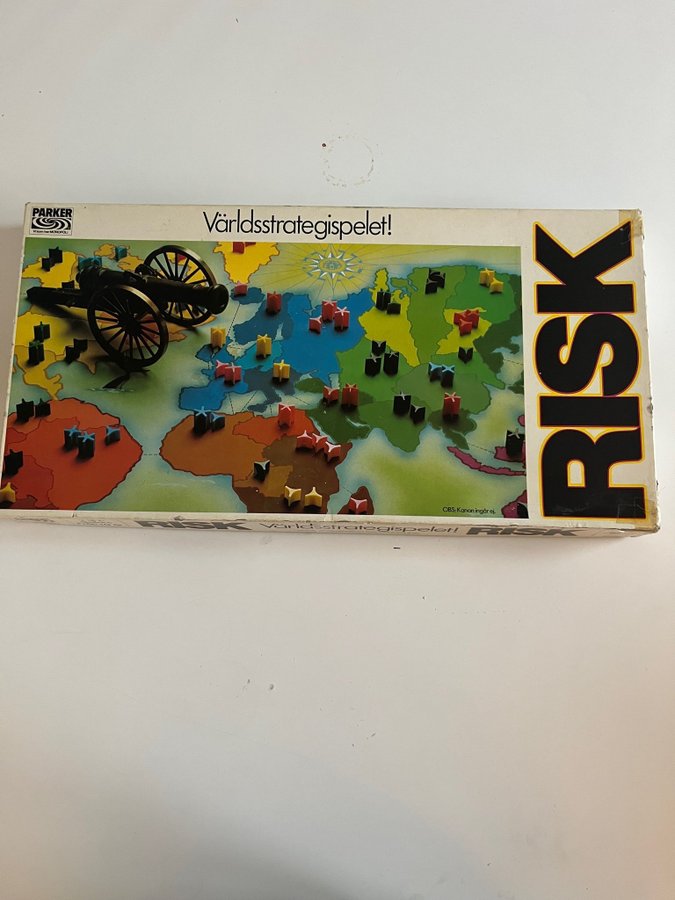 PARKER
Världsstrategispelet!
RISK
OBS: Kanon ingår ej.
RISK Världsstrategispelet! RISK